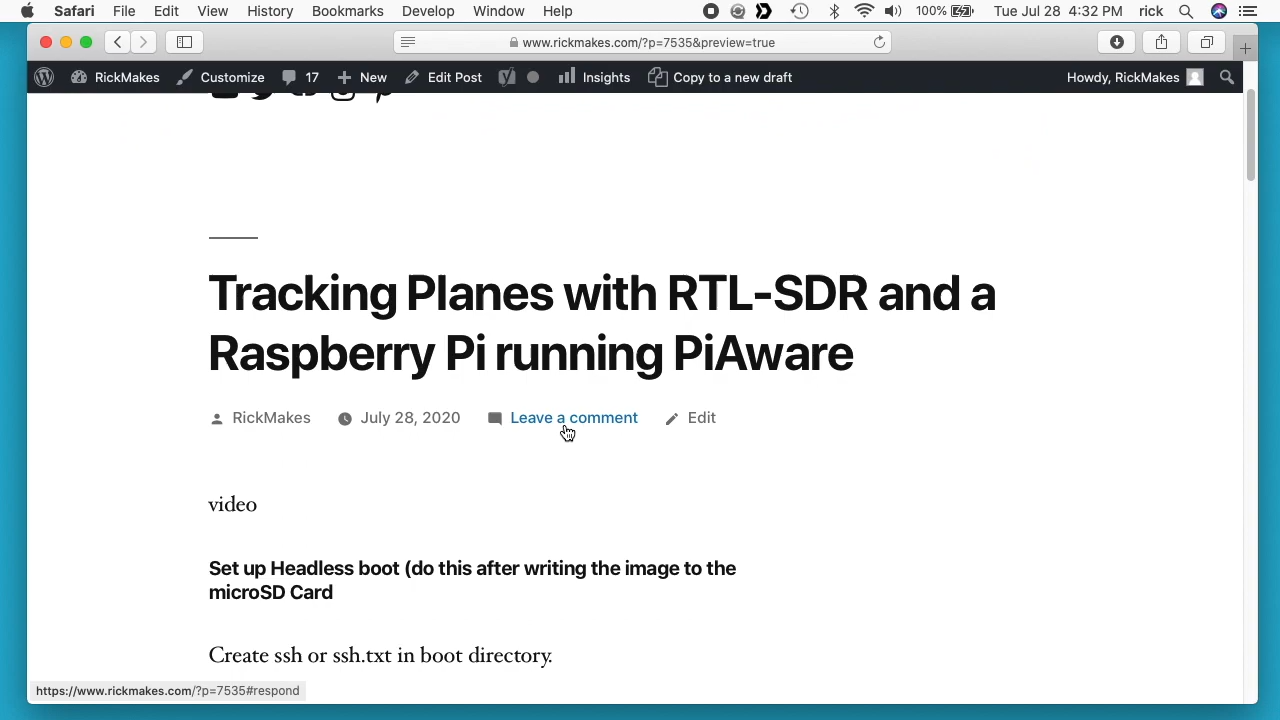 Safari File Edit View History Bookmarks Develop Window Help 100% Tue Jul 28 4:32 PM rick
www.rickmakes.com/?p=7535&preview=true
RickMakes Customize 17 New Edit Post Insights Copy to a new draft Howdy, RickMakes
Tracking Planes with RTL-SDR and a
Raspberry Pi running PiAware
RickMakes July 28, 2020 Leave a comment Edit
video
Set up Headless boot (do this after writing the image to the
microSD Card
Create ssh or ssh.txt in boot directory.
https://www.rickmakes.com/?p=7535#respond